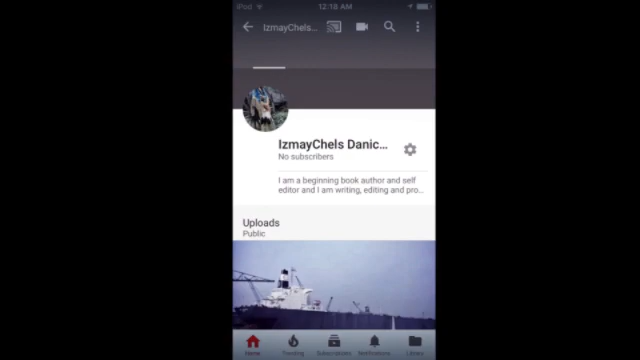 iPod 12:18 AM
IzmayChels...
IzmayChels Danic...
No subscribers
I am a beginning book author and self
editor and I am writing, editing and pro...
Uploads
Public
Home Trending Subscriptions Notifications Library